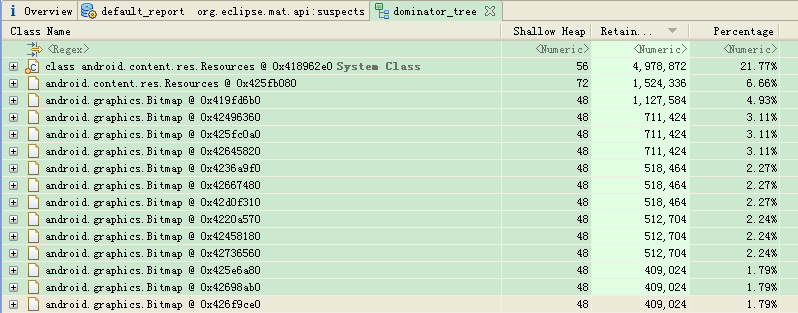 Overview default_report org.eclipse.mat.api:suspects dominator_tree
Class Name Shallow Heap Retain... Percentage
<Regex> <Numeric> <Numeric> <Numeric>
class android.content.res.Resources @ 0x418962e0 System Class 56 4,978,872 21.77%
android.content.res.Resources @ 0x425fb080 72 1,524,336 6.66%
android.graphics.Bitmap @ 0x419fd6b0 48 1,127,584 4.93%
android.graphics.Bitmap @ 0x42496360 48 711,424 3.11%
android.graphics.Bitmap @ 0x425fc0a0 48 711,424 3.11%
android.graphics.Bitmap @ 0x42645820 48 711,424 3.11%
android.graphics.Bitmap @ 0x4236a9f0 48 518,464 2.27%
android.graphics.Bitmap @ 0x42667480 48 518,464 2.27%
android.graphics.Bitmap @ 0x42d0f310 48 518,464 2.27%
android.graphics.Bitmap @ 0x4220a570 48 512,704 2.24%
android.graphics.Bitmap @ 0x42458180 48 512,704 2.24%
android.graphics.Bitmap @ 0x42736560 48 512,704 2.24%
android.graphics.Bitmap @ 0x425e6a80 48 409,024 1.79%
android.graphics.Bitmap @ 0x42698ab0 48 409,024 1.79%
android.graphics.Bitmap @ 0x426f9ce0 48 409,024 1.79%